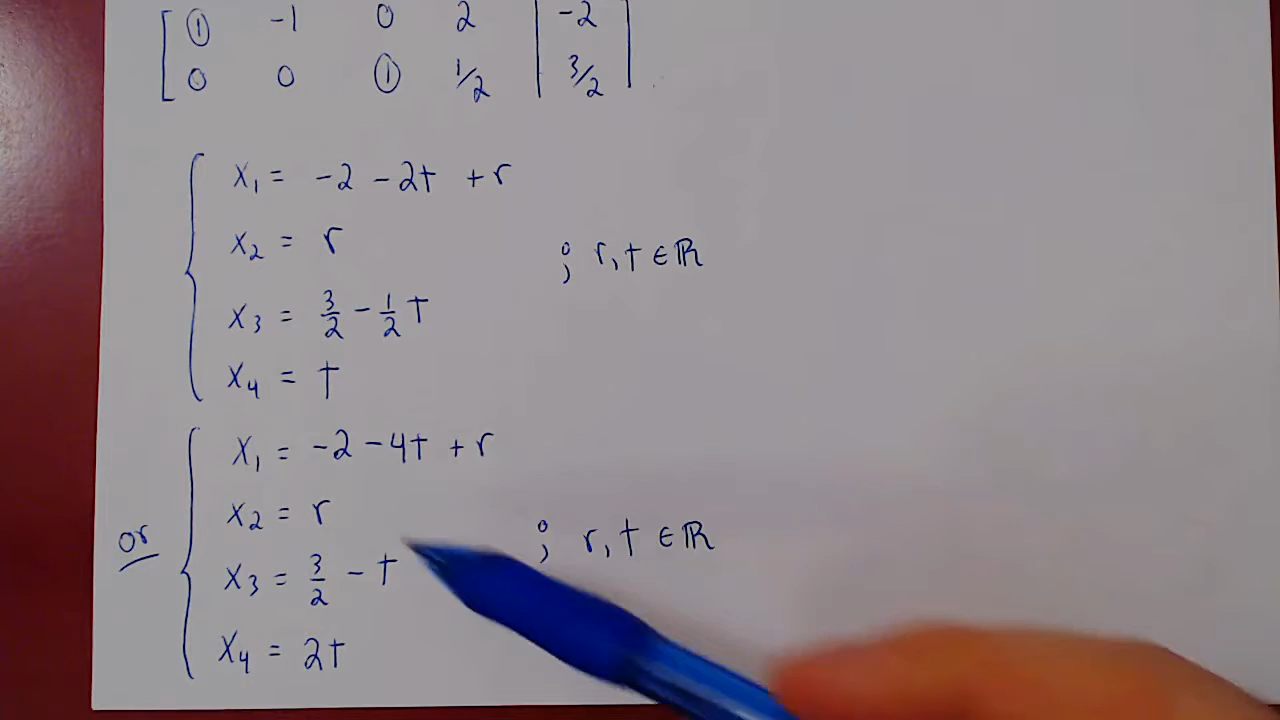 1 -1 0 2 | -2
0 0 1 1/2 | 3/2
x₁ = -2 - 2t + r
x₂ = r
; r, t ∈ ℝ
x₃ = 3/2 - 1/2 t
x₄ = t
x₁ = -2 - 4t + r
x₂ = r
or
; r, t ∈ ℝ
x₃ = 3/2 - t
x₄ = 2t